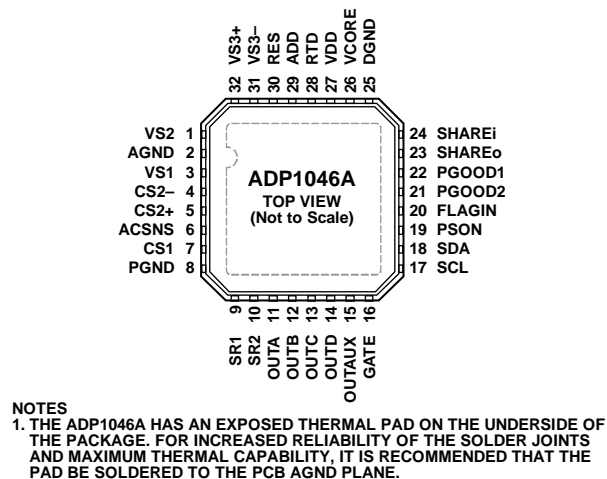 VS3+
VS3–
RES
ADD
RTD
VDD
VCORE
DGND
32
31
30
29
28
27
26
25
VS2 1
AGND 2
VS1 3
CS2– 4
CS2+ 5
ACSNS 6
CS1 7
PGND 8
ADP1046A
TOP VIEW
(Not to Scale)
24 SHAREi
23 SHAREo
22 PGOOD1
21 PGOOD2
20 FLAGIN
19 PSON
18 SDA
17 SCL
9
10
11
12
13
14
15
16
SR1
SR2
OUTA
OUTB
OUTC
OUTD
OUTAUX
GATE
NOTES
1. THE ADP1046A HAS AN EXPOSED THERMAL PAD ON THE UNDERSIDE OF
THE PACKAGE. FOR INCREASED RELIABILITY OF THE SOLDER JOINTS
AND MAXIMUM THERMAL CAPABILITY, IT IS RECOMMENDED THAT THE
PAD BE SOLDERED TO THE PCB AGND PLANE.